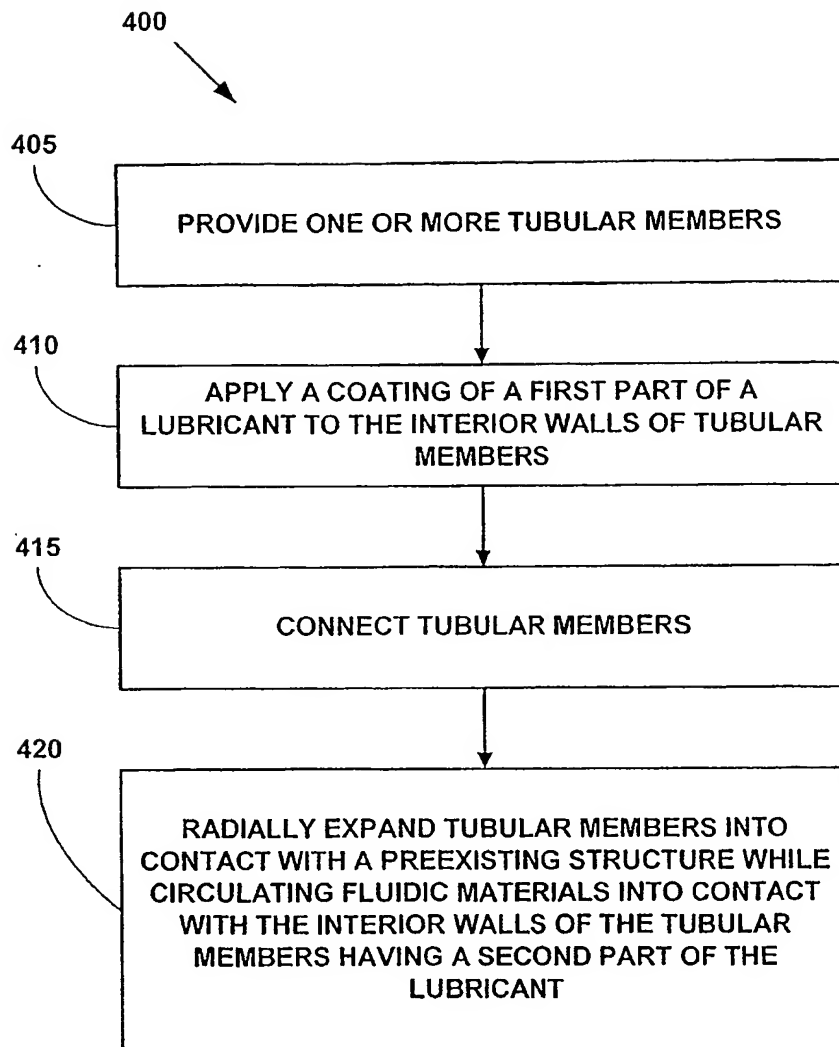 400
405
PROVIDE ONE OR MORE TUBULAR MEMBERS
410
APPLY A COATING OF A FIRST PART OF A
LUBRICANT TO THE INTERIOR WALLS OF TUBULAR
MEMBERS
415
CONNECT TUBULAR MEMBERS
420
RADIALLY EXPAND TUBULAR MEMBERS INTO
CONTACT WITH A PREEXISTING STRUCTURE WHILE
CIRCULATING FLUIDIC MATERIALS INTO CONTACT
WITH THE INTERIOR WALLS OF THE TUBULAR
MEMBERS HAVING A SECOND PART OF THE
LUBRICANT